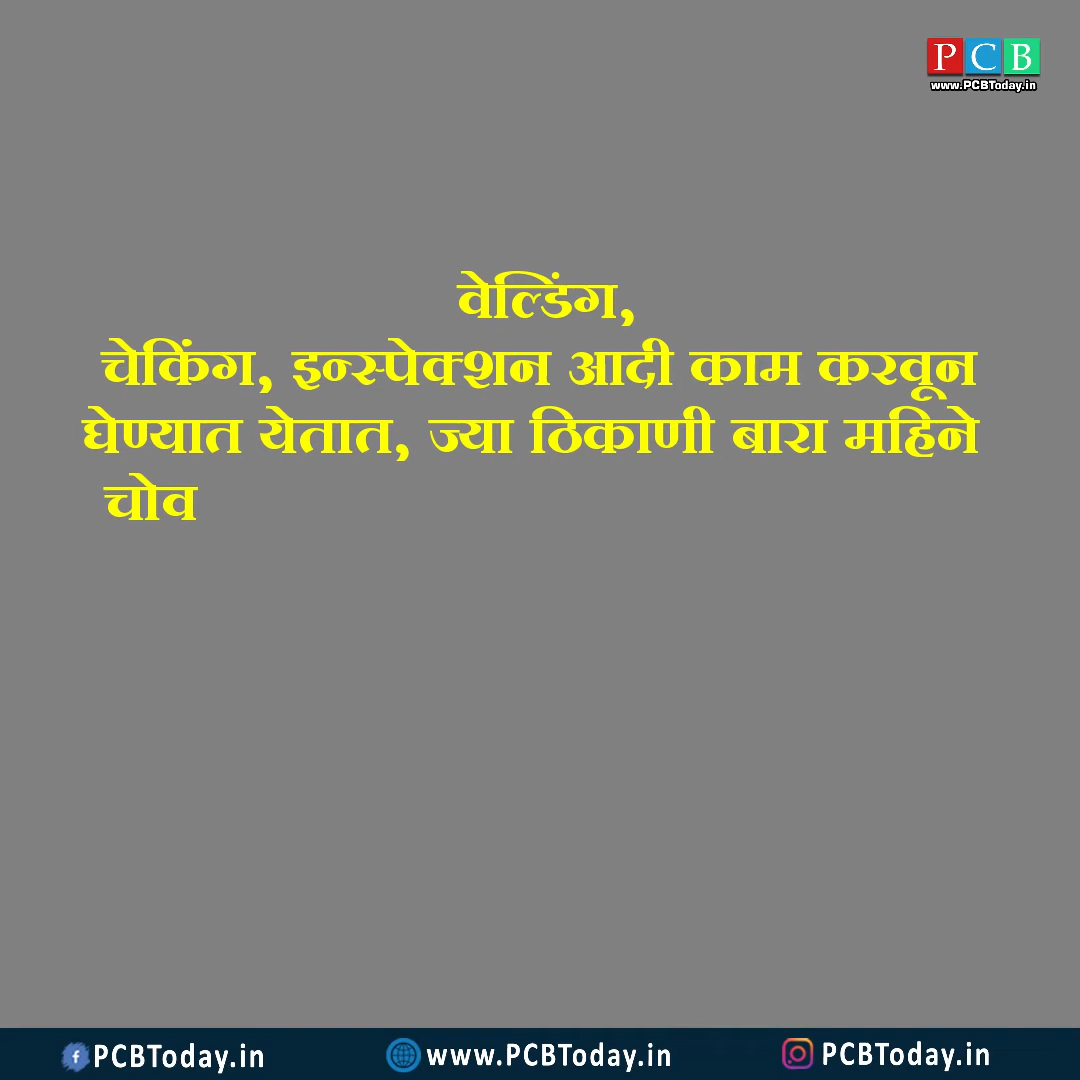 PCB
www.PCBToday.in
वेल्डिंग,
चेकिंग, इन्स्पेक्शन आदी काम करवून
घेण्यात येतात, ज्या ठिकाणी बारा महिने
चोव
PCBToday.in www.PCBToday.in PCBToday.in